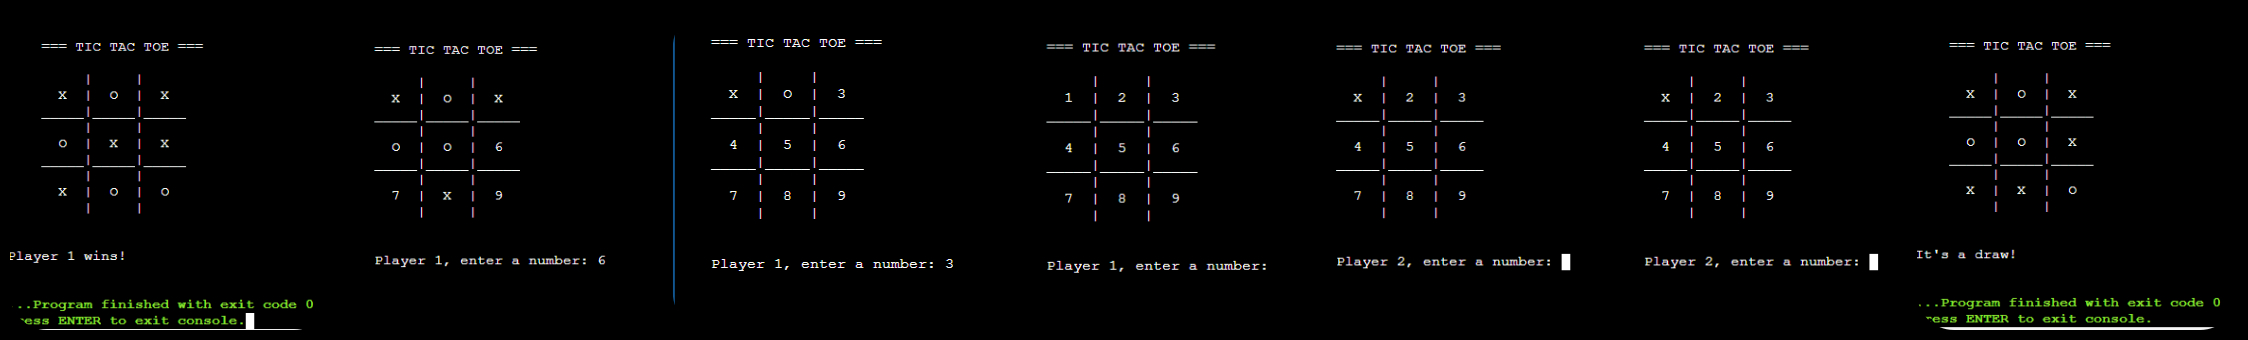 === TIC TAC TOE ===
X | O | X
O | X | X
X | O | O
Player 1 wins!
...Program finished with exit code 0
ress ENTER to exit console.
=== TIC TAC TOE ===
X | O | X
O | O | 6
7 | X | 9
Player 1, enter a number: 6
=== TIC TAC TOE ===
X | O | 3
4 | 5 | 6
7 | 8 | 9
Player 1, enter a number: 3
=== TIC TAC TOE ===
1 | 2 | 3
4 | 5 | 6
7 | 8 | 9
Player 1, enter a number:
=== TIC TAC TOE ===
X | 2 | 3
4 | 5 | 6
7 | 8 | 9
Player 2, enter a number:
=== TIC TAC TOE ===
X | 2 | 3
4 | 5 | 6
7 | 8 | 9
Player 2, enter a number:
=== TIC TAC TOE ===
X | O | X
O | O | X
X | X | O
It's a draw!
...Program finished with exit code 0
ress ENTER to exit console.